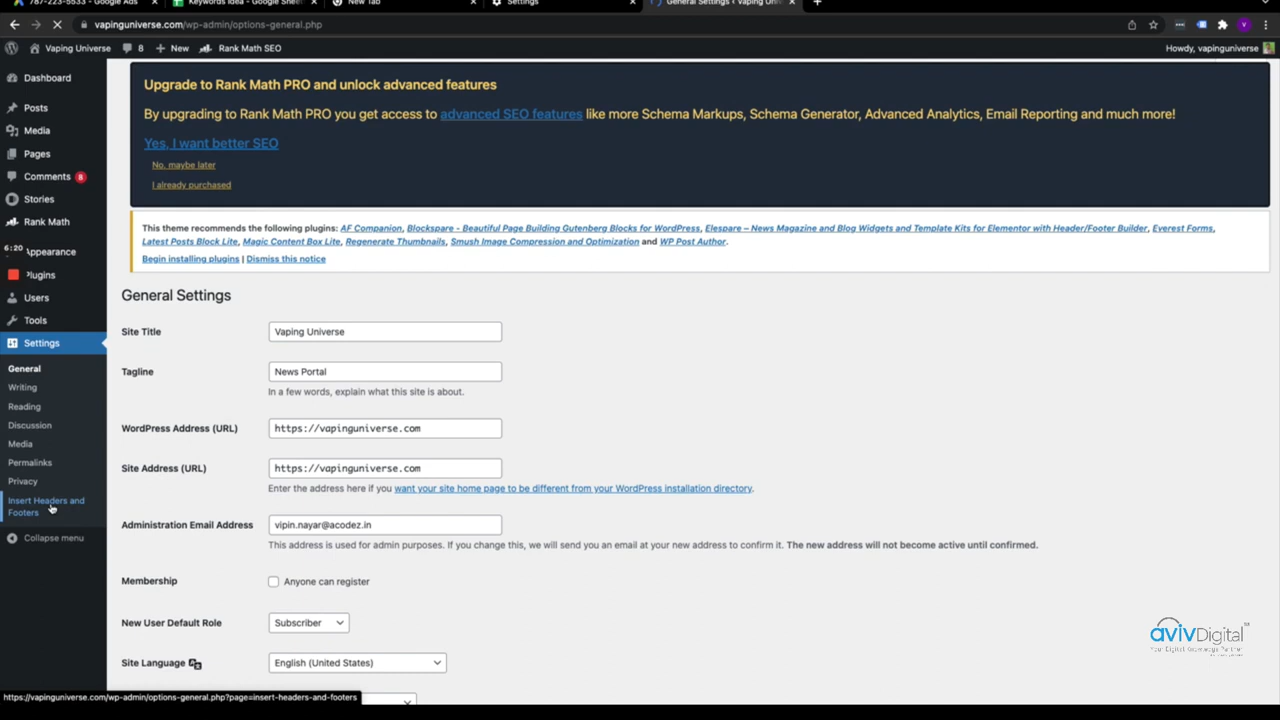 787-223-5533 - Google Ads
Keywords Idea - Google Sheet
New Tab
Settings
General Settings ‹ Vaping Univ
vapinguniverse.com/wp-admin/options-general.php
Vaping Universe
8
New
Rank Math SEO
Howdy, vapinguniverse
Dashboard
Posts
Media
Pages
Comments 8
Stories
Rank Math
6:20
Appearance
Plugins
Users
Tools
Settings
General
Writing
Reading
Discussion
Media
Permalinks
Privacy
Insert Headers and
Footers
Collapse menu
Upgrade to Rank Math PRO and unlock advanced features
By upgrading to Rank Math PRO you get access to advanced SEO features like more Schema Markups, Schema Generator, Advanced Analytics, Email Reporting and much more!
Yes, I want better SEO
No, maybe later
I already purchased
This theme recommends the following plugins: AF Companion, Blockspare - Beautiful Page Building Gutenberg Blocks for WordPress, Elespare – News Magazine and Blog Widgets and Template Kits for Elementor with Header/Footer Builder, Everest Forms,
Latest Posts Block Lite, Magic Content Box Lite, Regenerate Thumbnails, Smush Image Compression and Optimization and WP Post Author.
Begin installing plugins | Dismiss this notice
General Settings
Site Title
Vaping Universe
Tagline
News Portal
In a few words, explain what this site is about.
WordPress Address (URL)
https://vapinguniverse.com
Site Address (URL)
https://vapinguniverse.com
Enter the address here if you want your site home page to be different from your WordPress installation directory.
Administration Email Address
vipin.nayar@acodez.in
This address is used for admin purposes. If you change this, we will send you an email at your new address to confirm it. The new address will not become active until confirmed.
Membership
Anyone can register
New User Default Role
Subscriber
Site Language
English (United States)
avivDigital
Your Digital Knowledge Partner
https://vapinguniverse.com/wp-admin/options-general.php?page=insert-headers-and-footers